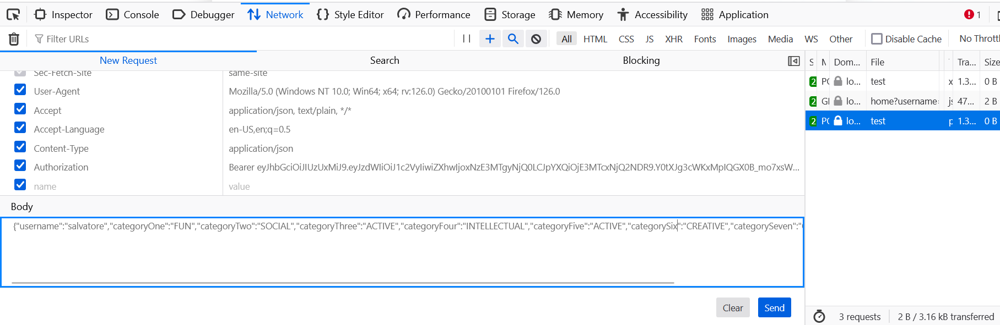 Inspector Console Debugger Network Style Editor Performance Storage Memory Accessibility Application 1
Filter URLs All HTML CSS JS XHR Fonts Images Media WS Other Disable Cache No Thrott
New Request Search Blocking
S M Dom... File Tra... Size
Sec-Fetch-Site same-site
User-Agent Mozilla/5.0 (Windows NT 10.0; Win64; x64; rv:126.0) Gecko/20100101 Firefox/126.0
Accept application/json, text/plain, */*
Accept-Language en-US,en;q=0.5
Content-Type application/json
Authorization Bearer eyJhbGciOiJIUzUxMiJ9.eyJzdWIiOiJ1c2VyIiwiZXhwIjoxNzE3MTgyNjQ0LCJpYXQiOjE3MTcxNjQ2NDR9.Y0tXJg3cWKxMpIQGX0B_mo7xsW...
name value
2 PO lo... test x 1.3... 0 B
2 GE lo... home?username= js 47... 2 B
2 PO lo... test p 1.3... 0 B
Body
{"username":"salvatore","categoryOne":"FUN","categoryTwo":"SOCIAL","categoryThree":"ACTIVE","categoryFour":"INTELLECTUAL","categoryFive":"ACTIVE","categorySix":"CREATIVE","categorySeven":"
Clear Send
3 requests 2 B / 3.16 kB transferred